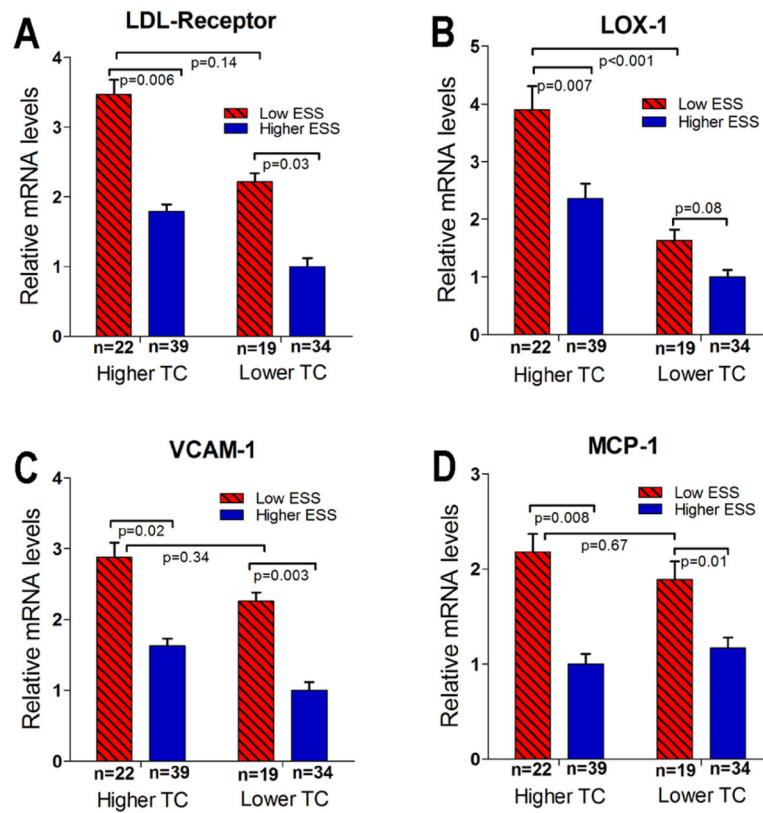 A
LDL-Receptor
Relative mRNA levels
4
3
2
1
0
p=0.14
p=0.006
Low ESS
Higher ESS
p=0.03
n=22 n=39 n=19 n=34
Higher TC Lower TC
B
LOX-1
Relative mRNA levels
5
4
3
2
1
0
p<0.001
p=0.007
Low ESS
Higher ESS
p=0.08
n=22 n=39 n=19 n=34
Higher TC Lower TC
C
VCAM-1
Relative mRNA levels
4
3
2
1
0
Low ESS
Higher ESS
p=0.02
p=0.34
p=0.003
n=22 n=39 n=19 n=34
Higher TC Lower TC
D
MCP-1
Relative mRNA levels
3
2
1
0
Low ESS
Higher ESS
p=0.008
p=0.67
p=0.01
n=22 n=39 n=19 n=34
Higher TC Lower TC